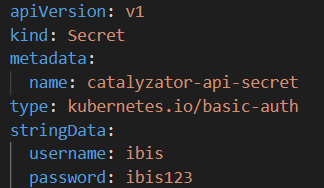 apiVersion: v1
kind: Secret
metadata:
  name: catalyzator-api-secret
type: kubernetes.io/basic-auth
stringData:
  username: ibis
  password: ibis123